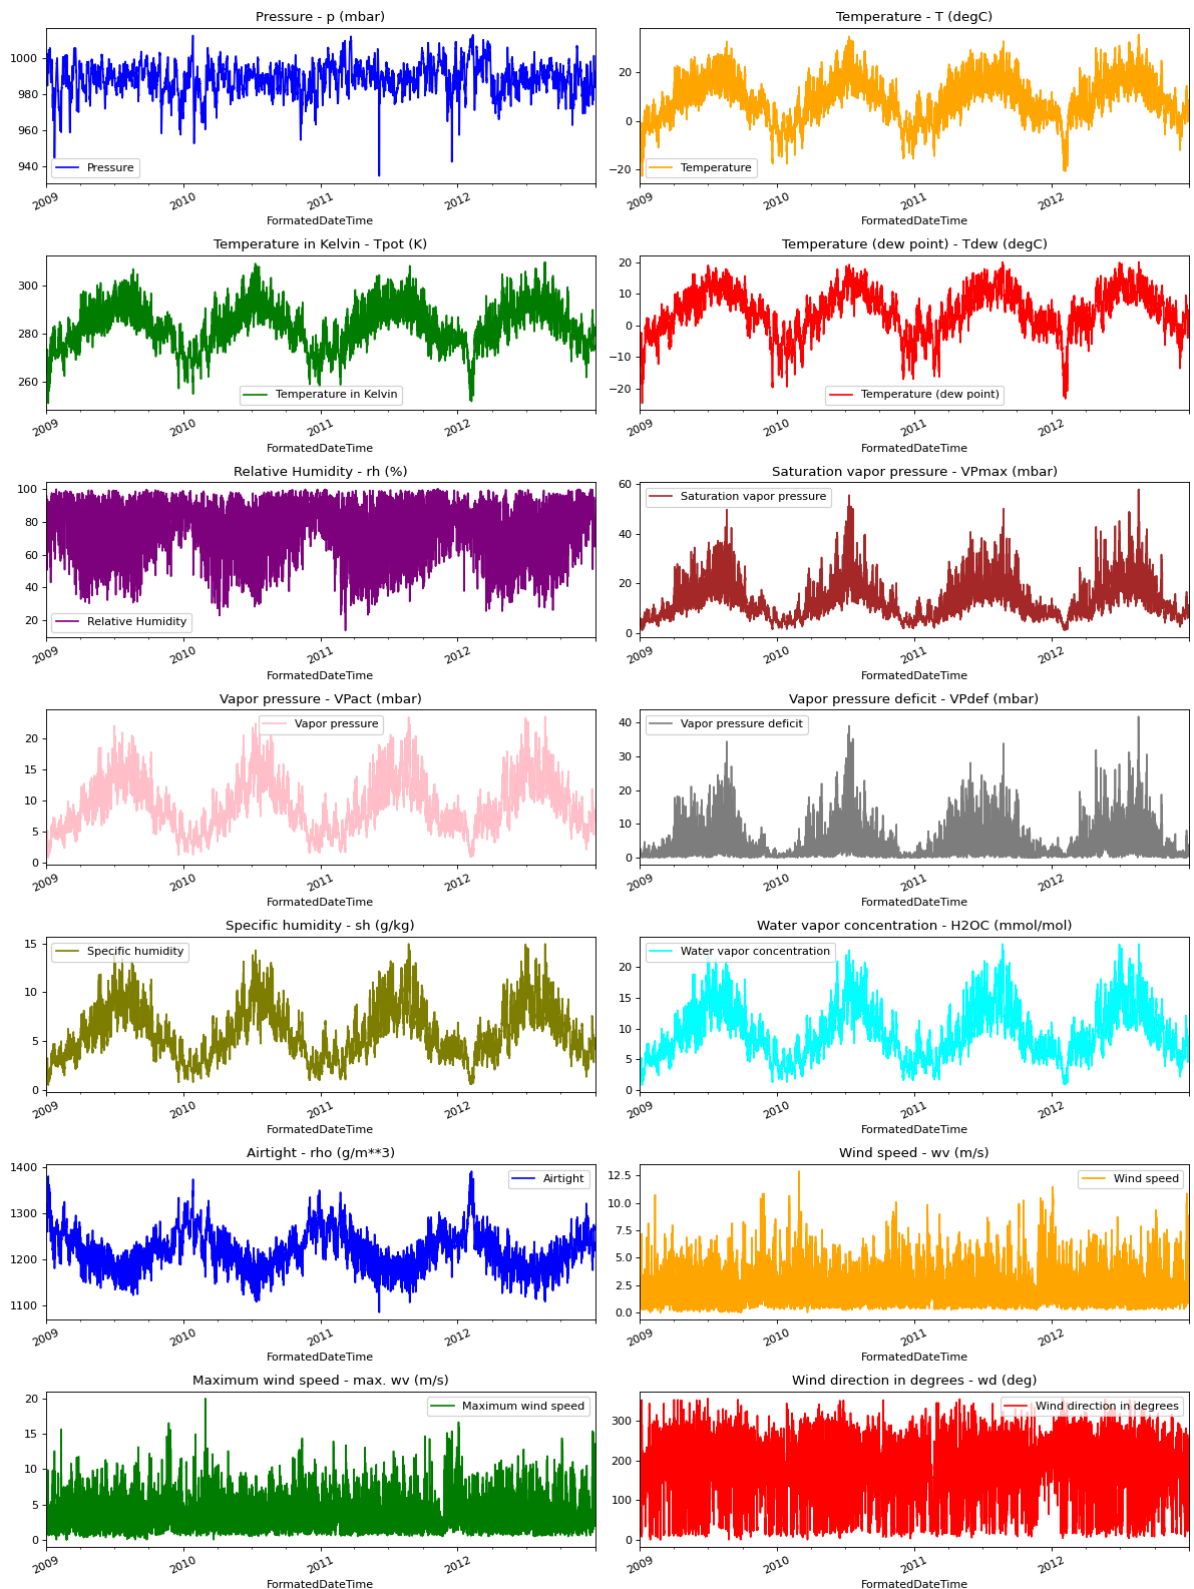 Pressure - p (mbar)
1000
980
960
940
Pressure
2009
2010
2011
2012
FormatedDateTime
Temperature - T (degC)
20
0
−20
Temperature
2009
2010
2011
2012
FormatedDateTime
Temperature in Kelvin - Tpot (K)
300
280
260
Temperature in Kelvin
2009
2010
2011
2012
FormatedDateTime
Temperature (dew point) - Tdew (degC)
20
10
0
−10
−20
Temperature (dew point)
2009
2010
2011
2012
FormatedDateTime
Relative Humidity - rh (%)
100
80
60
40
20
Relative Humidity
2009
2010
2011
2012
FormatedDateTime
Saturation vapor pressure - VPmax (mbar)
60
40
20
0
Saturation vapor pressure
2009
2010
2011
2012
FormatedDateTime
Vapor pressure - VPact (mbar)
20
15
10
5
0
Vapor pressure
2009
2010
2011
2012
FormatedDateTime
Vapor pressure deficit - VPdef (mbar)
40
30
20
10
0
Vapor pressure deficit
2009
2010
2011
2012
FormatedDateTime
Specific humidity - sh (g/kg)
15
10
5
0
Specific humidity
2009
2010
2011
2012
FormatedDateTime
Water vapor concentration - H2OC (mmol/mol)
20
15
10
5
0
Water vapor concentration
2009
2010
2011
2012
FormatedDateTime
Airtight - rho (g/m**3)
1400
1300
1200
1100
Airtight
2009
2010
2011
2012
FormatedDateTime
Wind speed - wv (m/s)
12.5
10.0
7.5
5.0
2.5
0.0
Wind speed
2009
2010
2011
2012
FormatedDateTime
Maximum wind speed - max. wv (m/s)
20
15
10
5
0
Maximum wind speed
2009
2010
2011
2012
FormatedDateTime
Wind direction in degrees - wd (deg)
300
200
100
0
Wind direction in degrees
2009
2010
2011
2012
FormatedDateTime